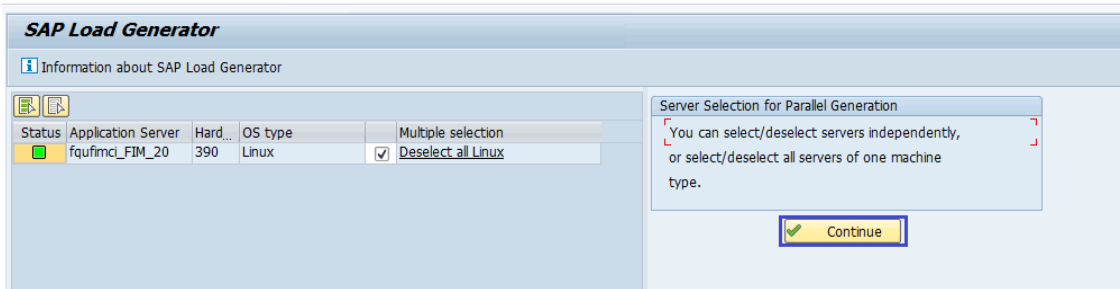 SAP Load Generator
Information about SAP Load Generator
Status Application Server Hard... OS type Multiple selection
fqufimci_FIM_20 390 Linux Deselect all Linux
Server Selection for Parallel Generation
You can select/deselect servers independently,
or select/deselect all servers of one machine
type.
Continue